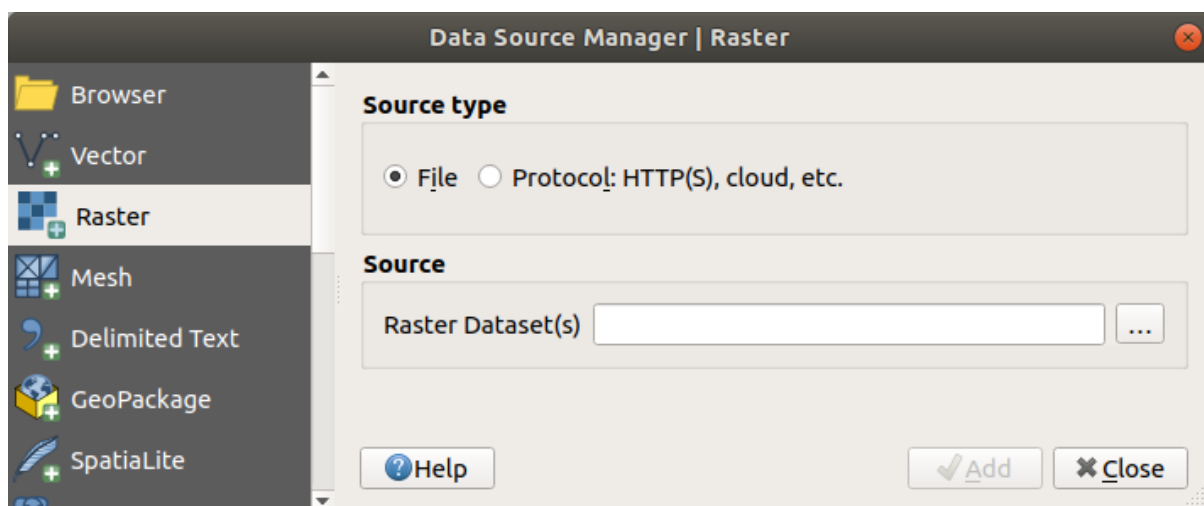 Data Source Manager | Raster
Browser
Vector
Raster
Mesh
Delimited Text
GeoPackage
SpatiaLite
Source type
File
Protocol: HTTP(S), cloud, etc.
Source
Raster Dataset(s)
...
Help
Add
Close